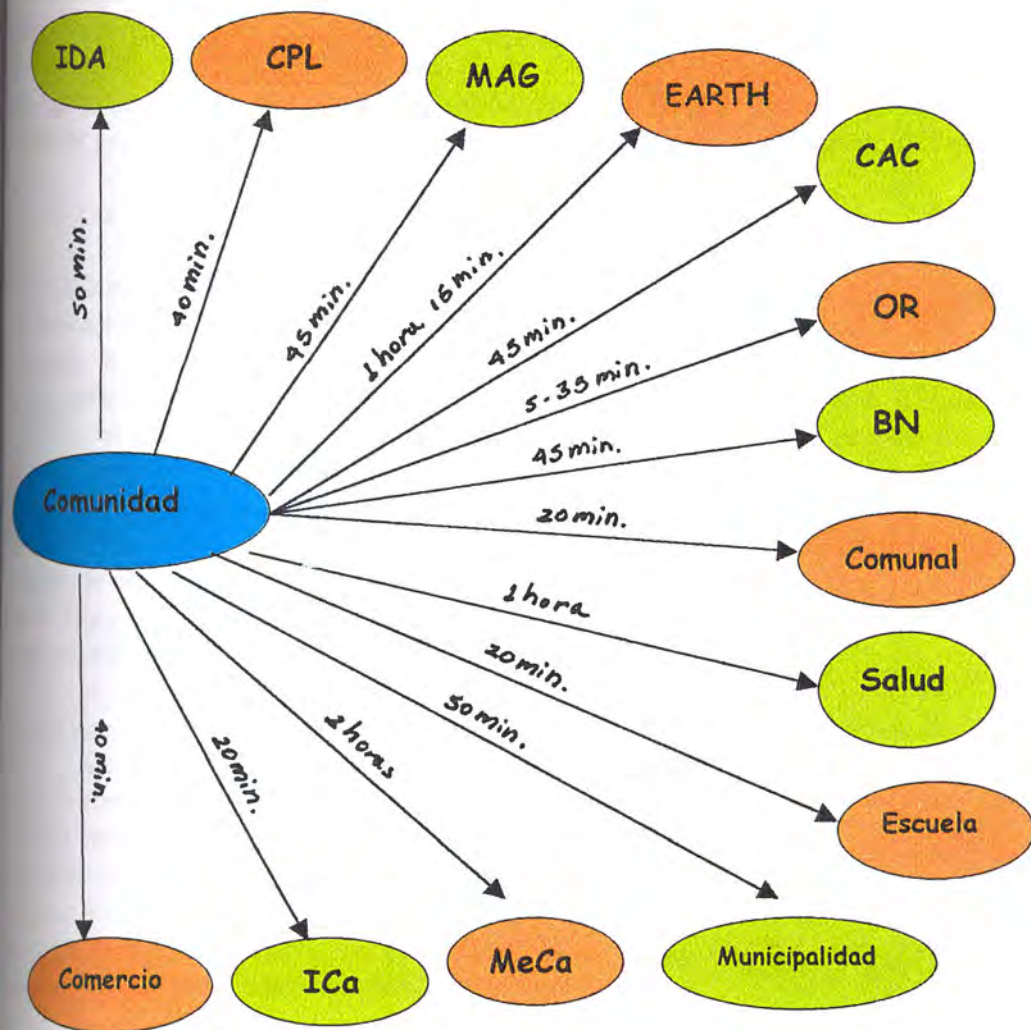 IDA
CPL
MAG
EARTH
CAC
OR
BN
Comunal
Salud
Escuela
Municipalidad
MeCa
ICa
Comercio
Comunidad
50 min.
40 min.
45 min.
1 hora 15 min.
45 min.
5-35 min.
45 min.
20 min.
1 hora
20 min.
50 min.
2 horas
20 min.
40 min.